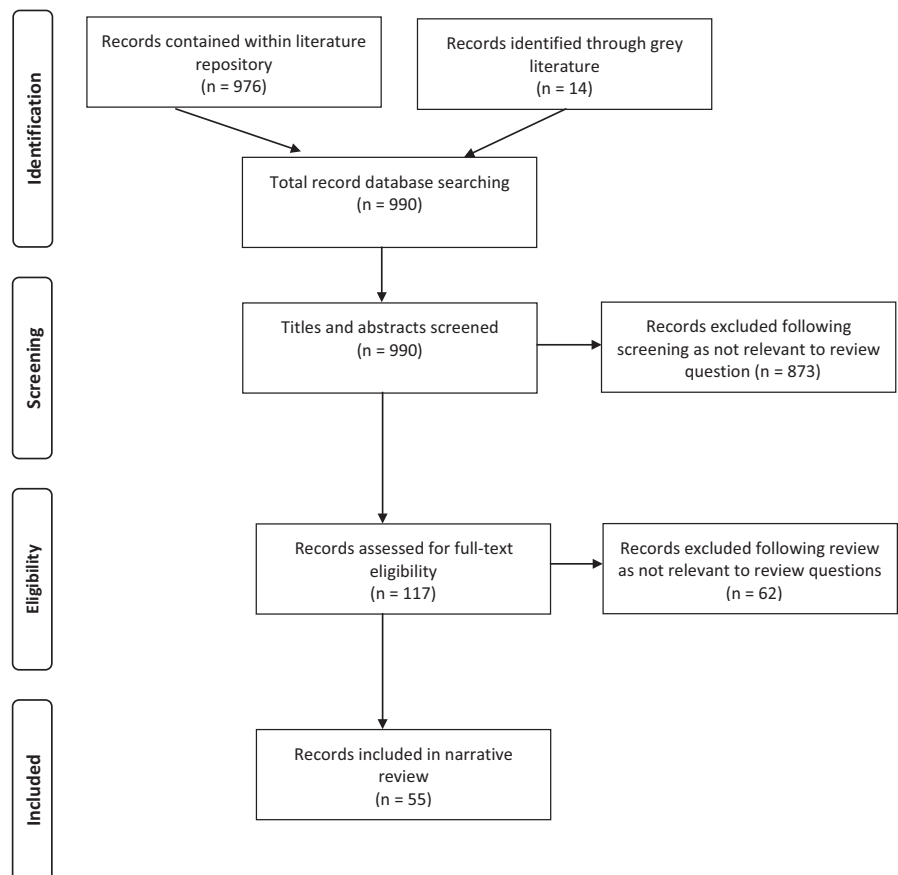 Identification
Records contained within literature
repository
(n = 976)
Records identified through grey
literature
(n = 14)
Total record database searching
(n = 990)
Screening
Titles and abstracts screened
(n = 990)
Records excluded following
screening as not relevant to review
question (n = 873)
Eligibility
Records assessed for full-text
eligibility
(n = 117)
Records excluded following review
as not relevant to review questions
(n = 62)
Included
Records included in narrative
review
(n = 55)